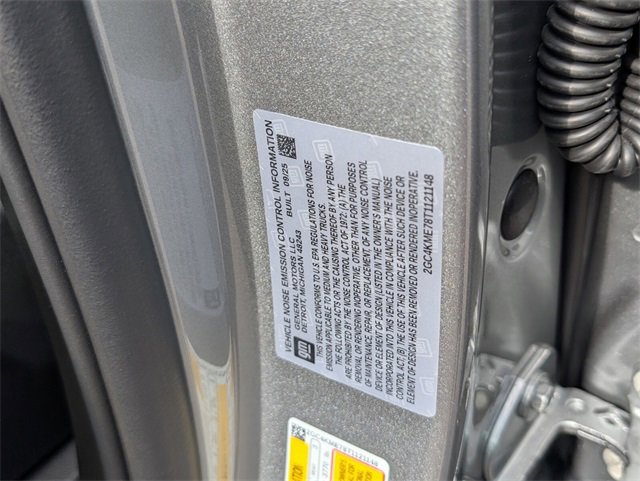 VEHICLE NOISE EMISSION CONTROL INFORMATION
GENERAL MOTORS LLC BUILT 09/25
DETROIT, MICHIGAN 48243
gm
THIS VEHICLE CONFORMS TO U.S. EPA REGULATIONS FOR NOISE
EMISSION APPLICABLE TO MEDIUM AND HEAVY TRUCKS.
THE FOLLOWING ACTS OR THE CAUSING THEREOF BY ANY PERSON
ARE PROHIBITED BY THE NOISE CONTROL ACT OF 1972: (A) THE
REMOVAL OR RENDERING INOPERATIVE, OTHER THAN FOR PURPOSES
OF MAINTENANCE, REPAIR, OR REPLACEMENT, OF ANY NOISE CONTROL
DEVICE OR ELEMENT OF DESIGN (LISTED IN THE OWNER'S MANUAL)
INCORPORATED INTO THIS VEHICLE IN COMPLIANCE WITH THE NOISE
CONTROL ACT; (B) THE USE OF THIS VEHICLE AFTER SUCH DEVICE OR
ELEMENT OF DESIGN HAS BEEN REMOVED OR RENDERED INOPERATIVE.
2GC4KME78T1121148
2GC4KME78T1121148